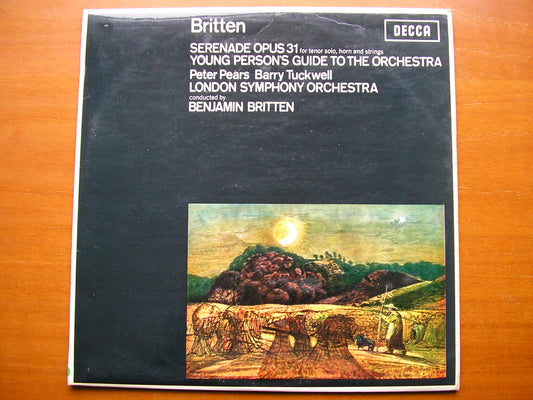 Britten
DECCA
SERENADE OPUS 31 for tenor solo, horn and strings
YOUNG PERSON'S GUIDE TO THE ORCHESTRA
Peter Pears Barry Tuckwell
LONDON SYMPHONY ORCHESTRA
conducted by
BENJAMIN BRITTEN